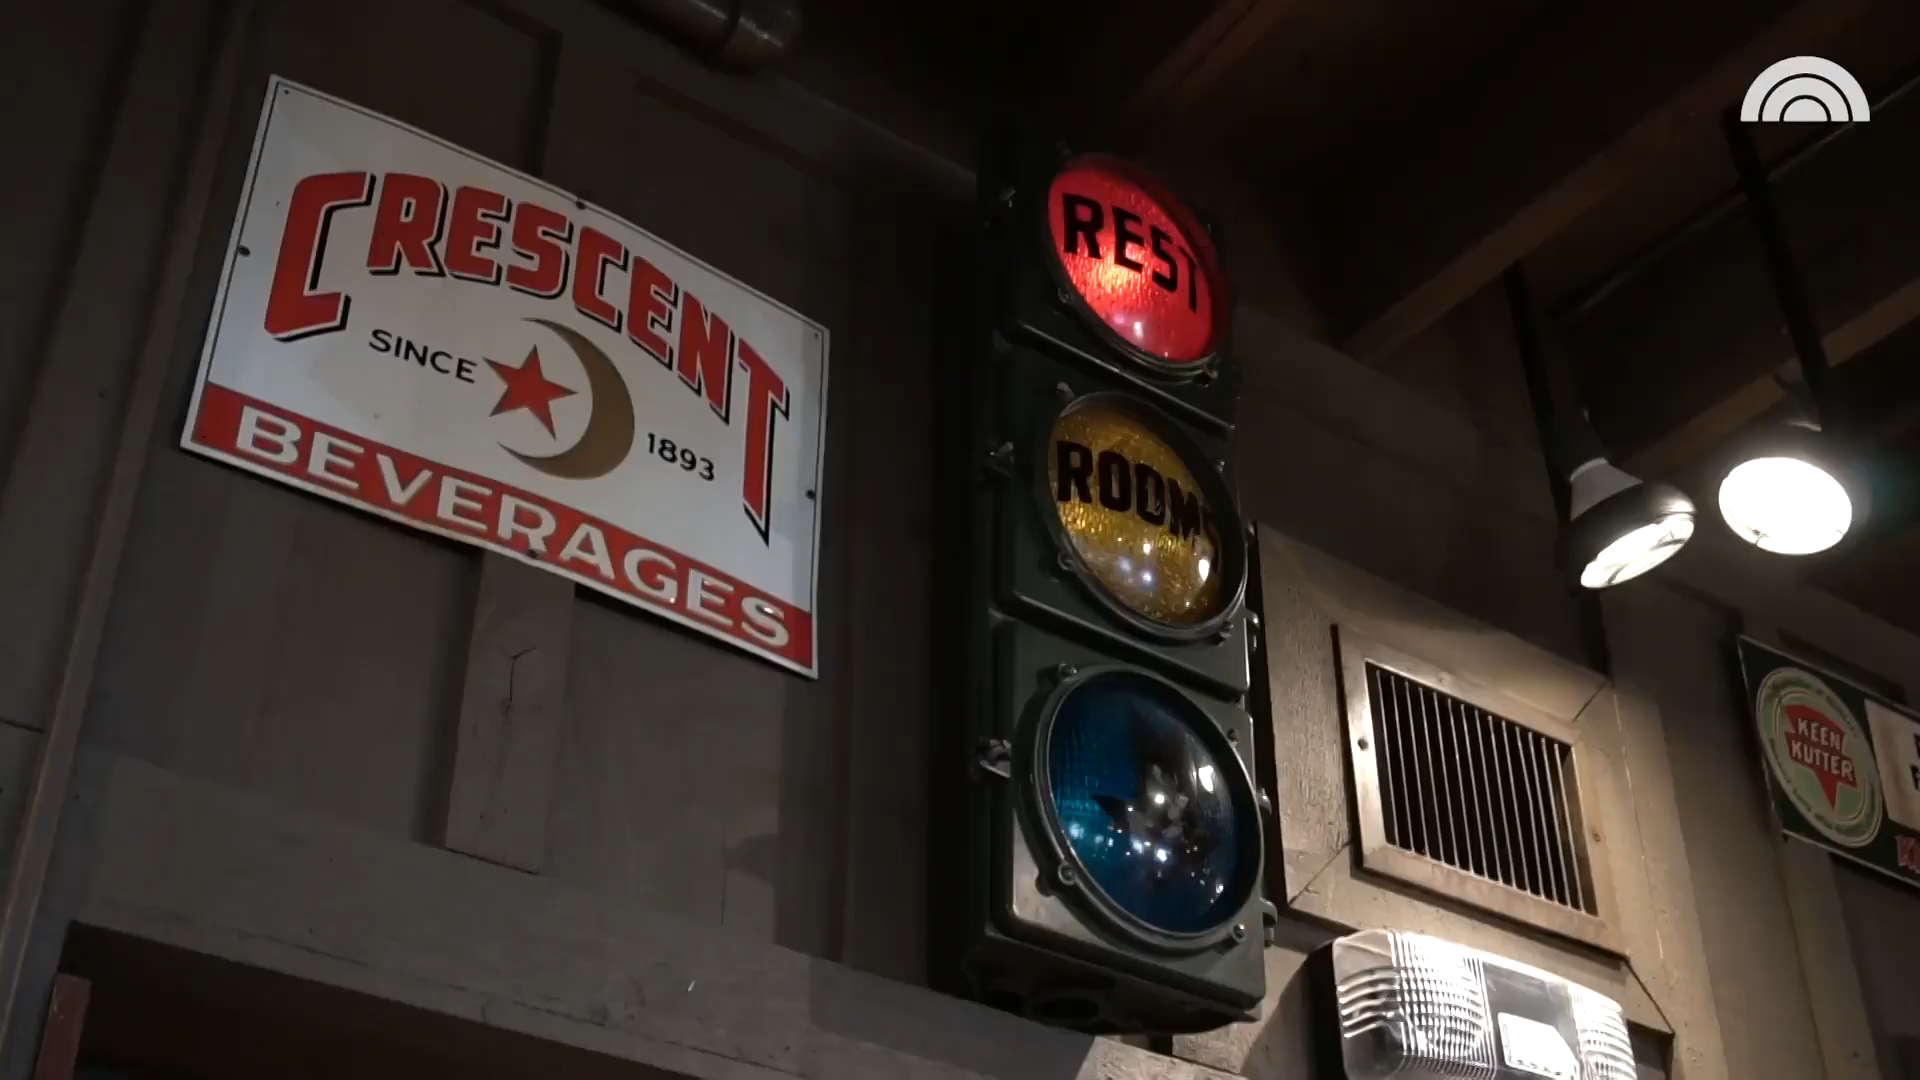 CRESCENT
SINCE 1893
BEVERAGES
REST
ROOMS
KEEN
KUTTER